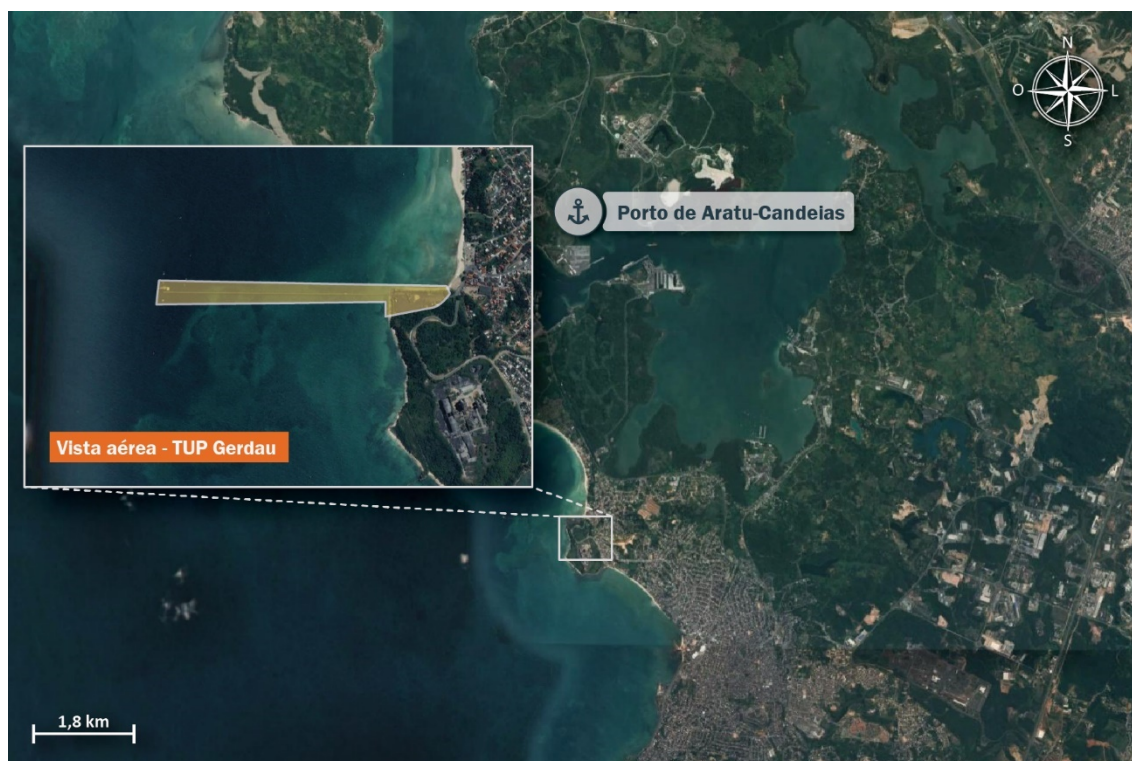 N
O L
S
Porto de Aratu-Candeias
Vista aérea - TUP Gerdau
1,8 km